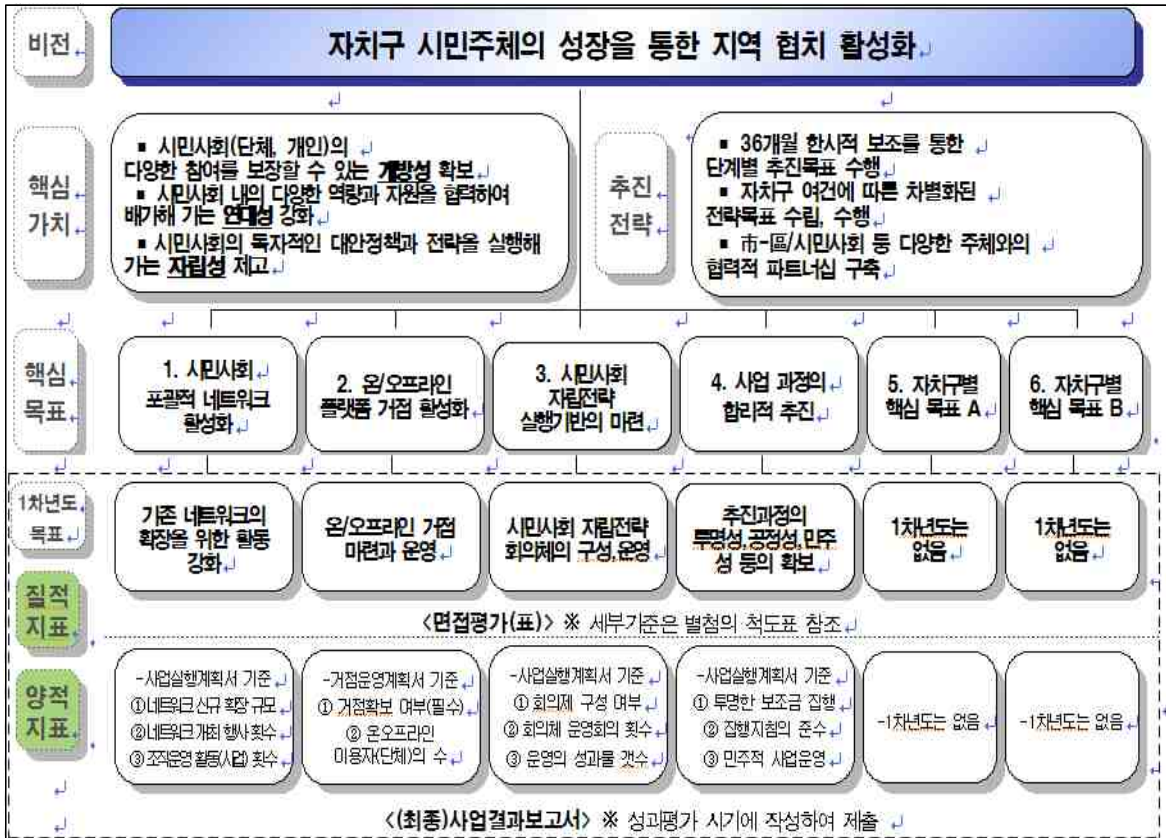 비전
자치구 시민주체의 성장을 통한 지역 협치 활성화
핵심
가치
▪ 시민사회(단체, 개인)의
다양한 참여를 보장할 수 있는 개방성 확보
▪ 시민사회 내의 다양한 역량과 자원을 협력하여
배가해 가는 연대성 강화
▪ 시민사회의 독자적인 대안정책과 전략을 실행해
가는 자립성 제고
추진
전략
▪ 36개월 한시적 보조를 통한
단계별 추진목표 수행
▪ 자치구 여건에 따른 차별화된
전략목표 수립, 수행
▪ 市-區/시민사회 등 다양한 주체와의
협력적 파트너십 구축
핵심
목표
1. 시민사회
포괄적 네트워크
활성화
2. 온/오프라인
플랫폼 거점 활성화
3. 시민사회
자립전략
실행기반의 마련
4. 사업 과정의
합리적 추진
5. 자치구별
핵심 목표 A
6. 자치구별
핵심 목표 B
1차년도
목표
기존 네트워크의
확장을 위한 활동
강화
온/오프라인 거점
마련과 운영
시민사회 자립전략
회의체의 구성,운영
추진과정의
투명성,공정성,민주
성 등의 확보
1차년도는
없음
1차년도는
없음
질적
지표
<면접평가(표)> ※ 세부기준은 별첨의 척도표 참조
양적
지표
-사업실행계획서 기준
①네트워크 신규 확장 규모
②네트워크 개최 행사 횟수
③ 조직운영 활동(사업) 횟수
-거점운영계획서 기준
① 거점확보 여부(필수)
② 온오프라인
이용자(단체)의 수
-사업실행계획서 기준
① 회의체 구성 여부
② 회의체 운영회의 횟수
③ 운영의 성과물 갯수
-사업실행계획서 기준
① 투명한 보조금 집행
② 집행지침의 준수
③ 민주적 사업운영
-1차년도는 없음
-1차년도는 없음
<(최종)사업결과보고서> ※ 성과평가 시기에 작성하여 제출